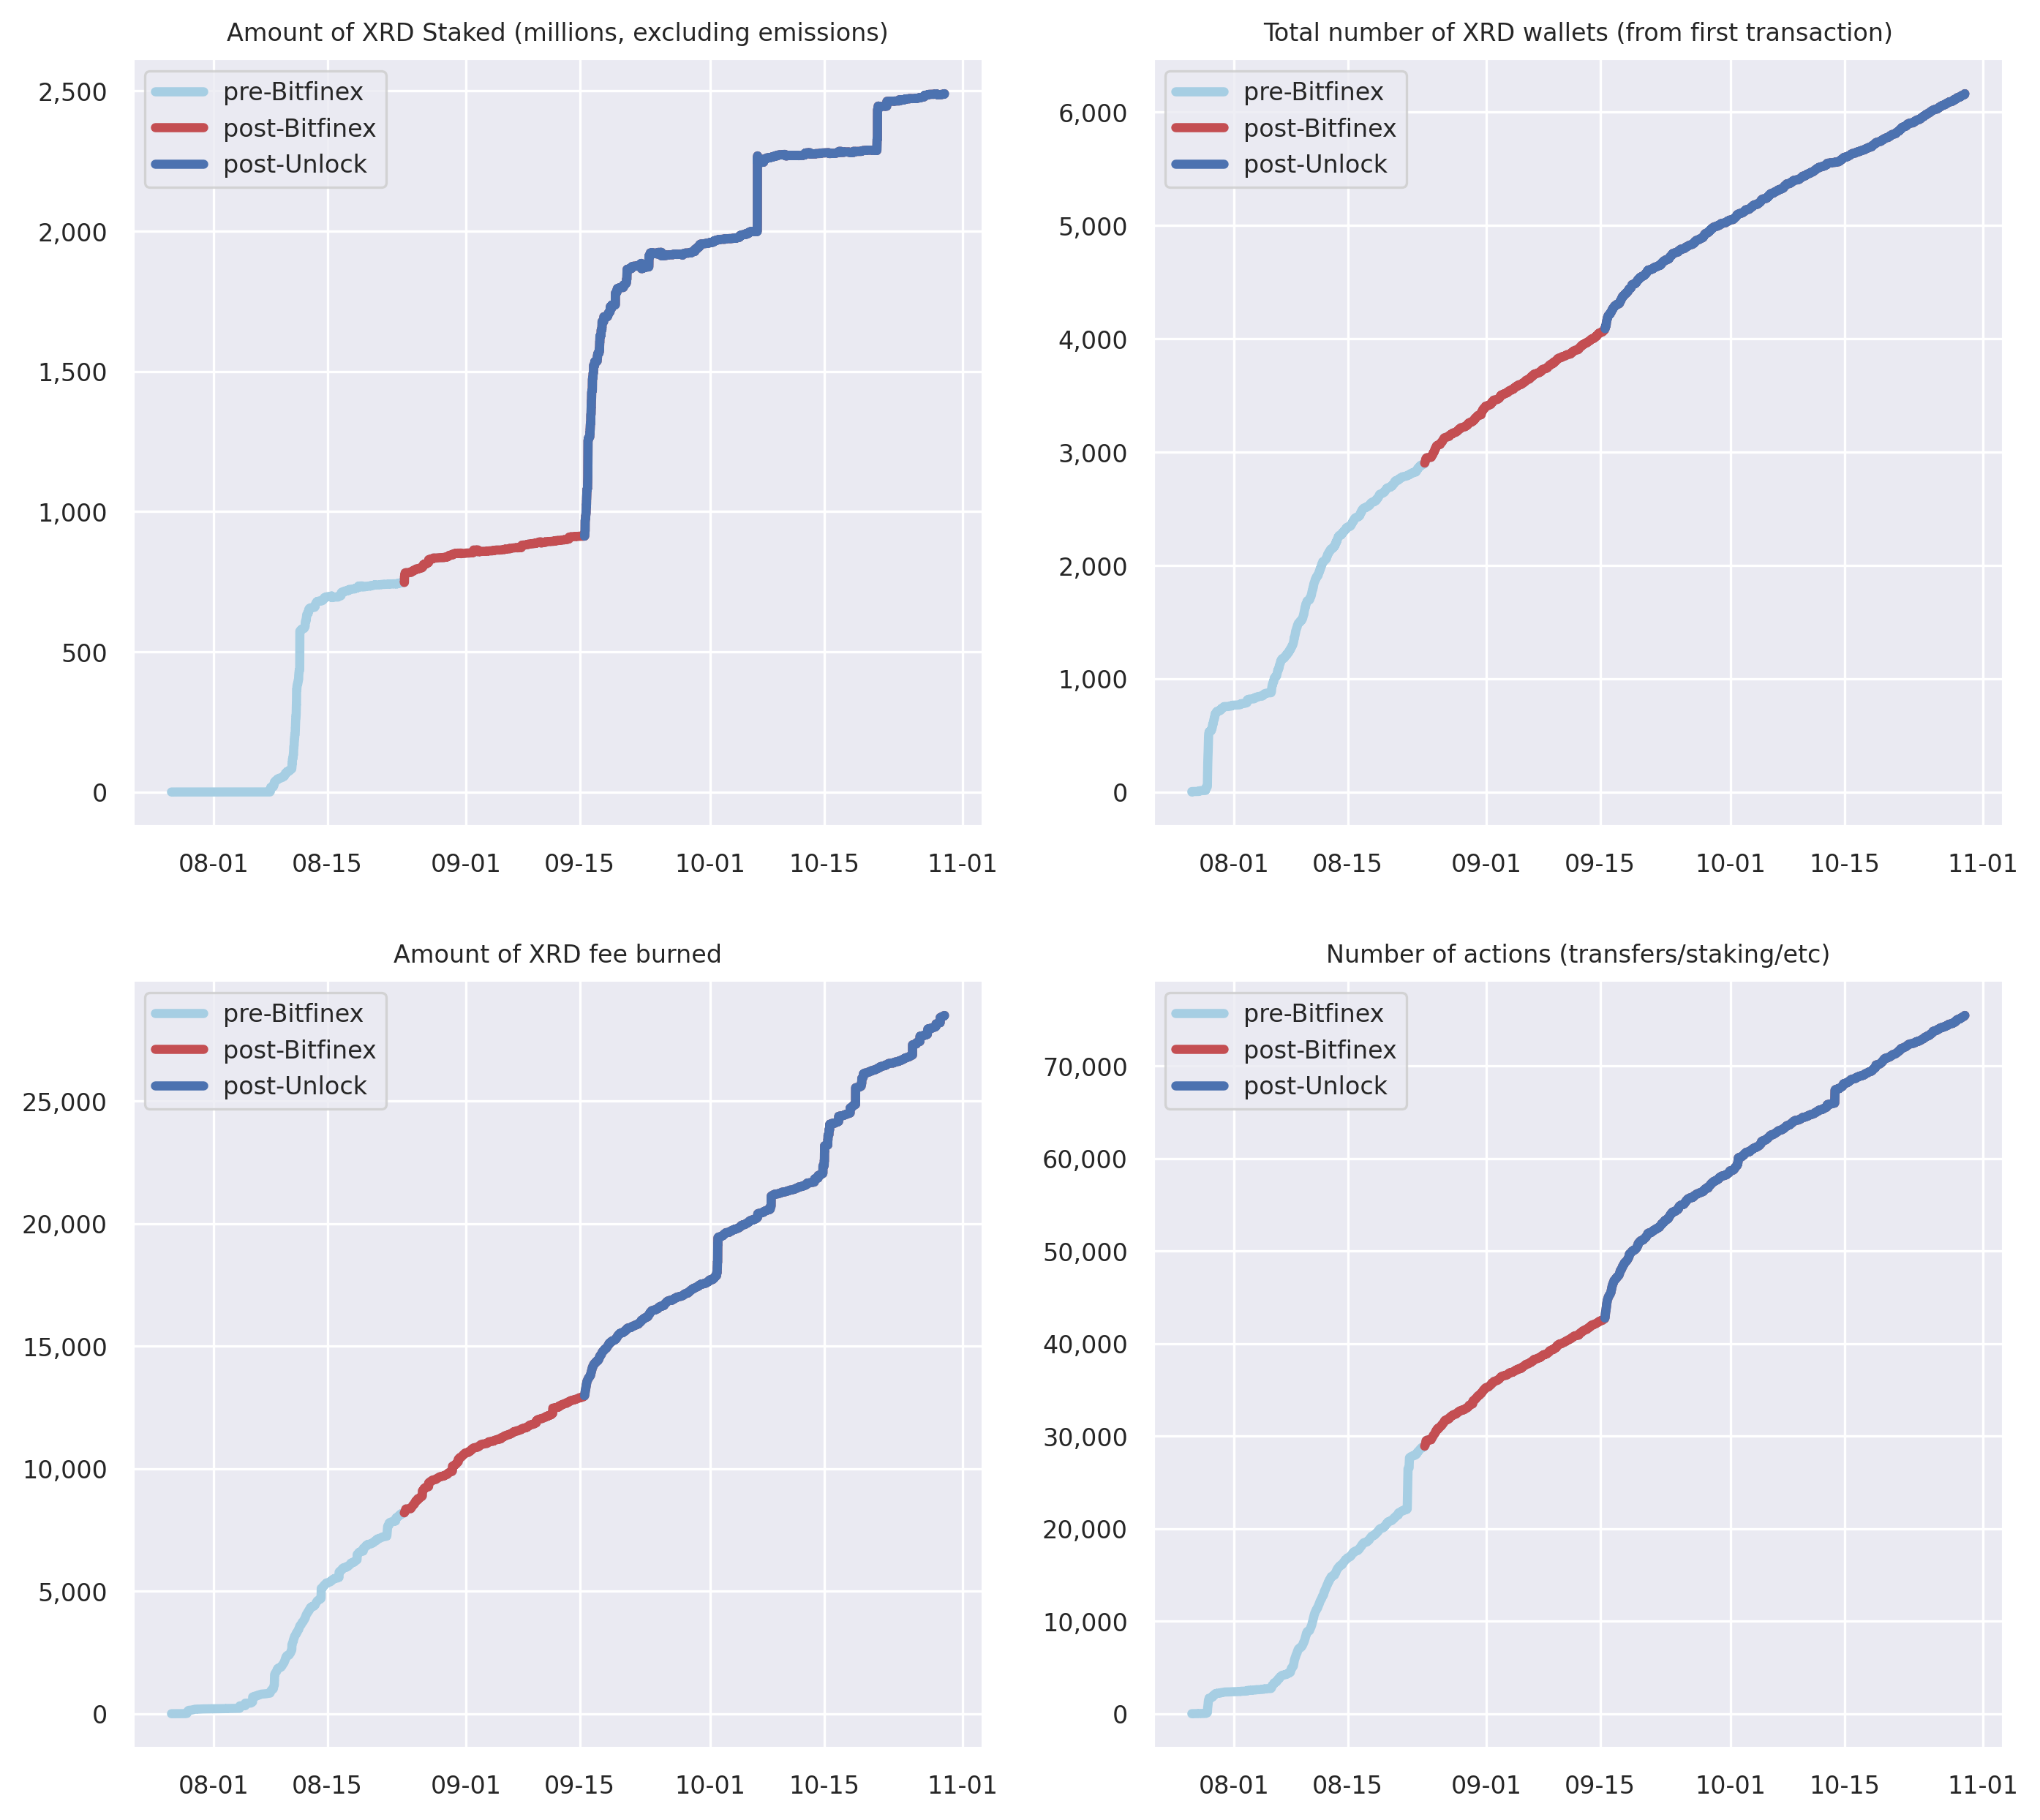 Amount of XRD Staked (millions, excluding emissions)
pre-Bitfinex
post-Bitfinex
post-Unlock
2,500
2,000
1,500
1,000
500
0
08-01 08-15 09-01 09-15 10-01 10-15 11-01
Total number of XRD wallets (from first transaction)
pre-Bitfinex
post-Bitfinex
post-Unlock
6,000
5,000
4,000
3,000
2,000
1,000
0
08-01 08-15 09-01 09-15 10-01 10-15 11-01
Amount of XRD fee burned
pre-Bitfinex
post-Bitfinex
post-Unlock
25,000
20,000
15,000
10,000
5,000
0
08-01 08-15 09-01 09-15 10-01 10-15 11-01
Number of actions (transfers/staking/etc)
pre-Bitfinex
post-Bitfinex
post-Unlock
70,000
60,000
50,000
40,000
30,000
20,000
10,000
0
08-01 08-15 09-01 09-15 10-01 10-15 11-01